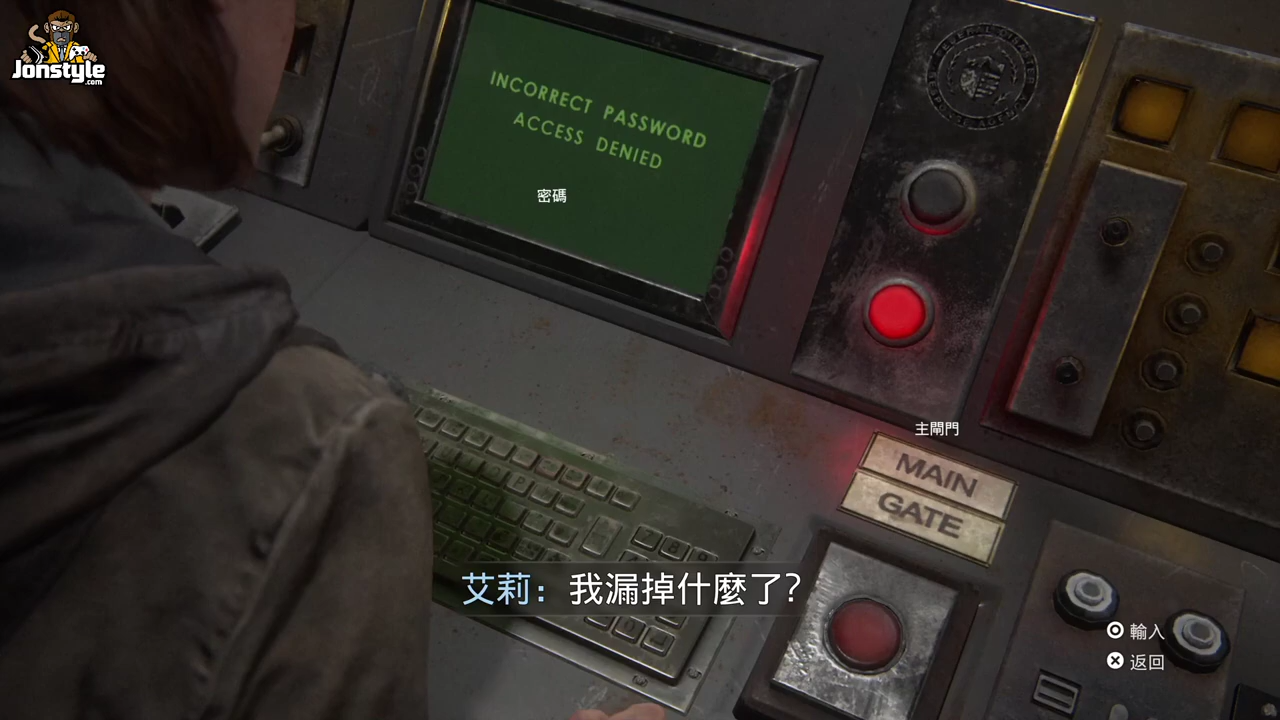 Jonstyle
.com
INCORRECT PASSWORD
ACCESS DENIED
密碼
主閘門
MAIN
GATE
艾莉：我漏掉什麼了？
輸入
返回